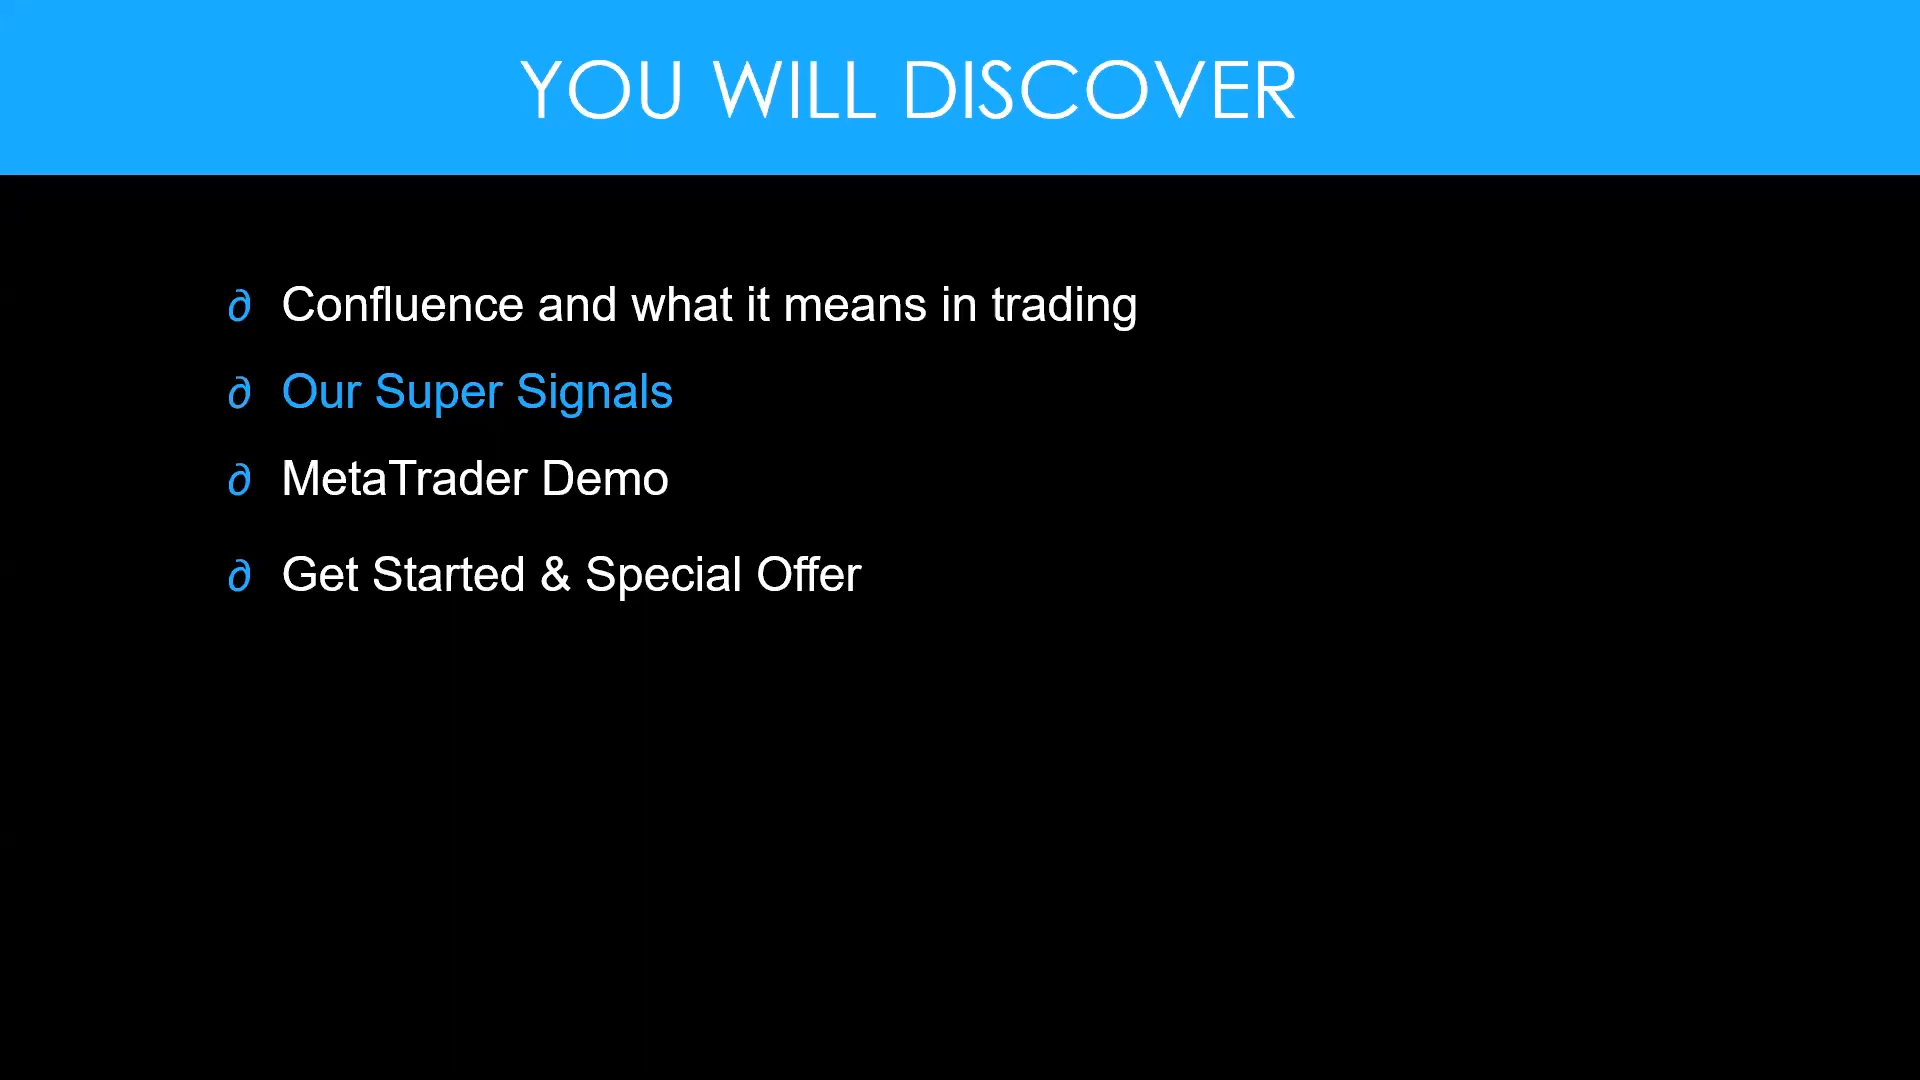 YOU WILL DISCOVER
∂ Confluence and what it means in trading
∂ Our Super Signals
∂ MetaTrader Demo
∂ Get Started & Special Offer